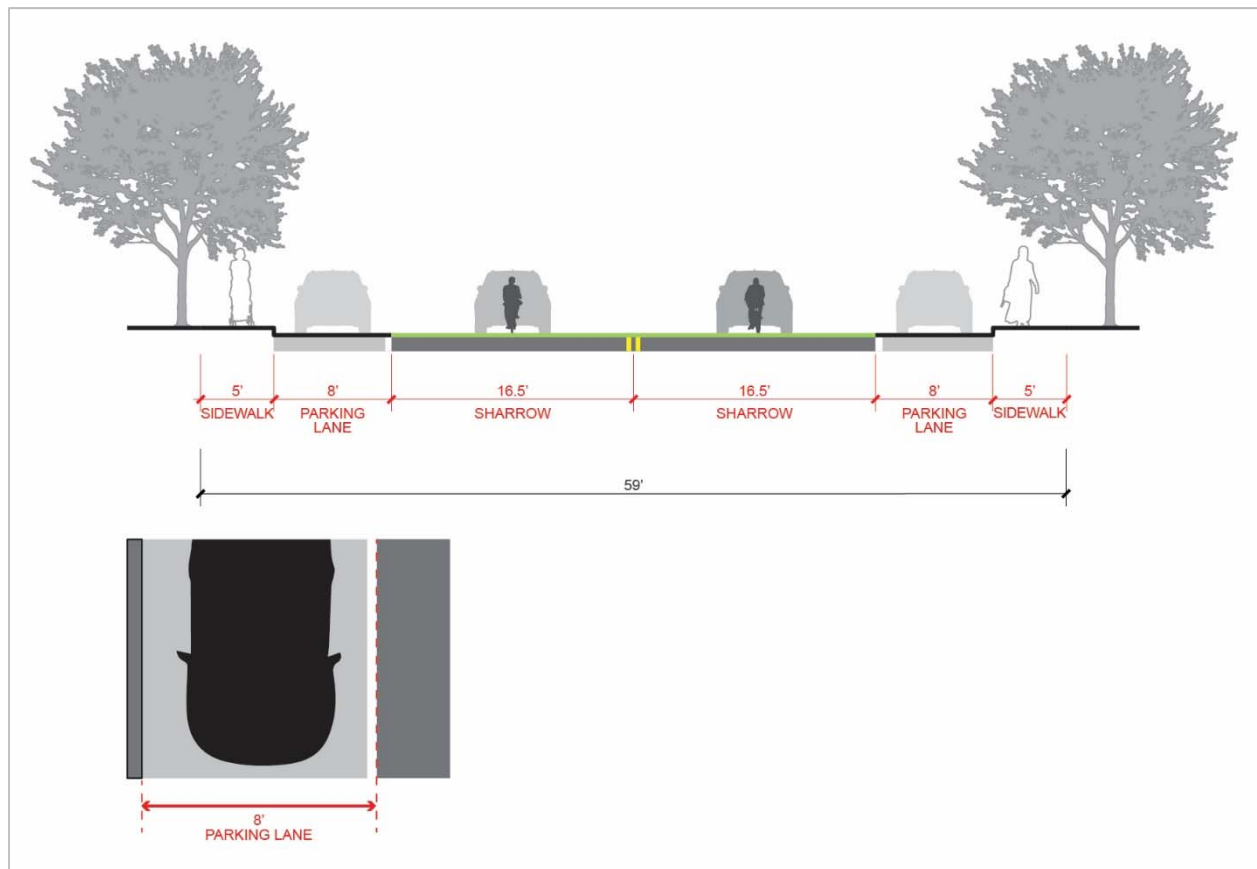 5' 8' 16.5' 16.5' 8' 5'
SIDEWALK PARKING SHARROW SHARROW PARKING SIDEWALK
LANE LANE
59'
8'
PARKING LANE